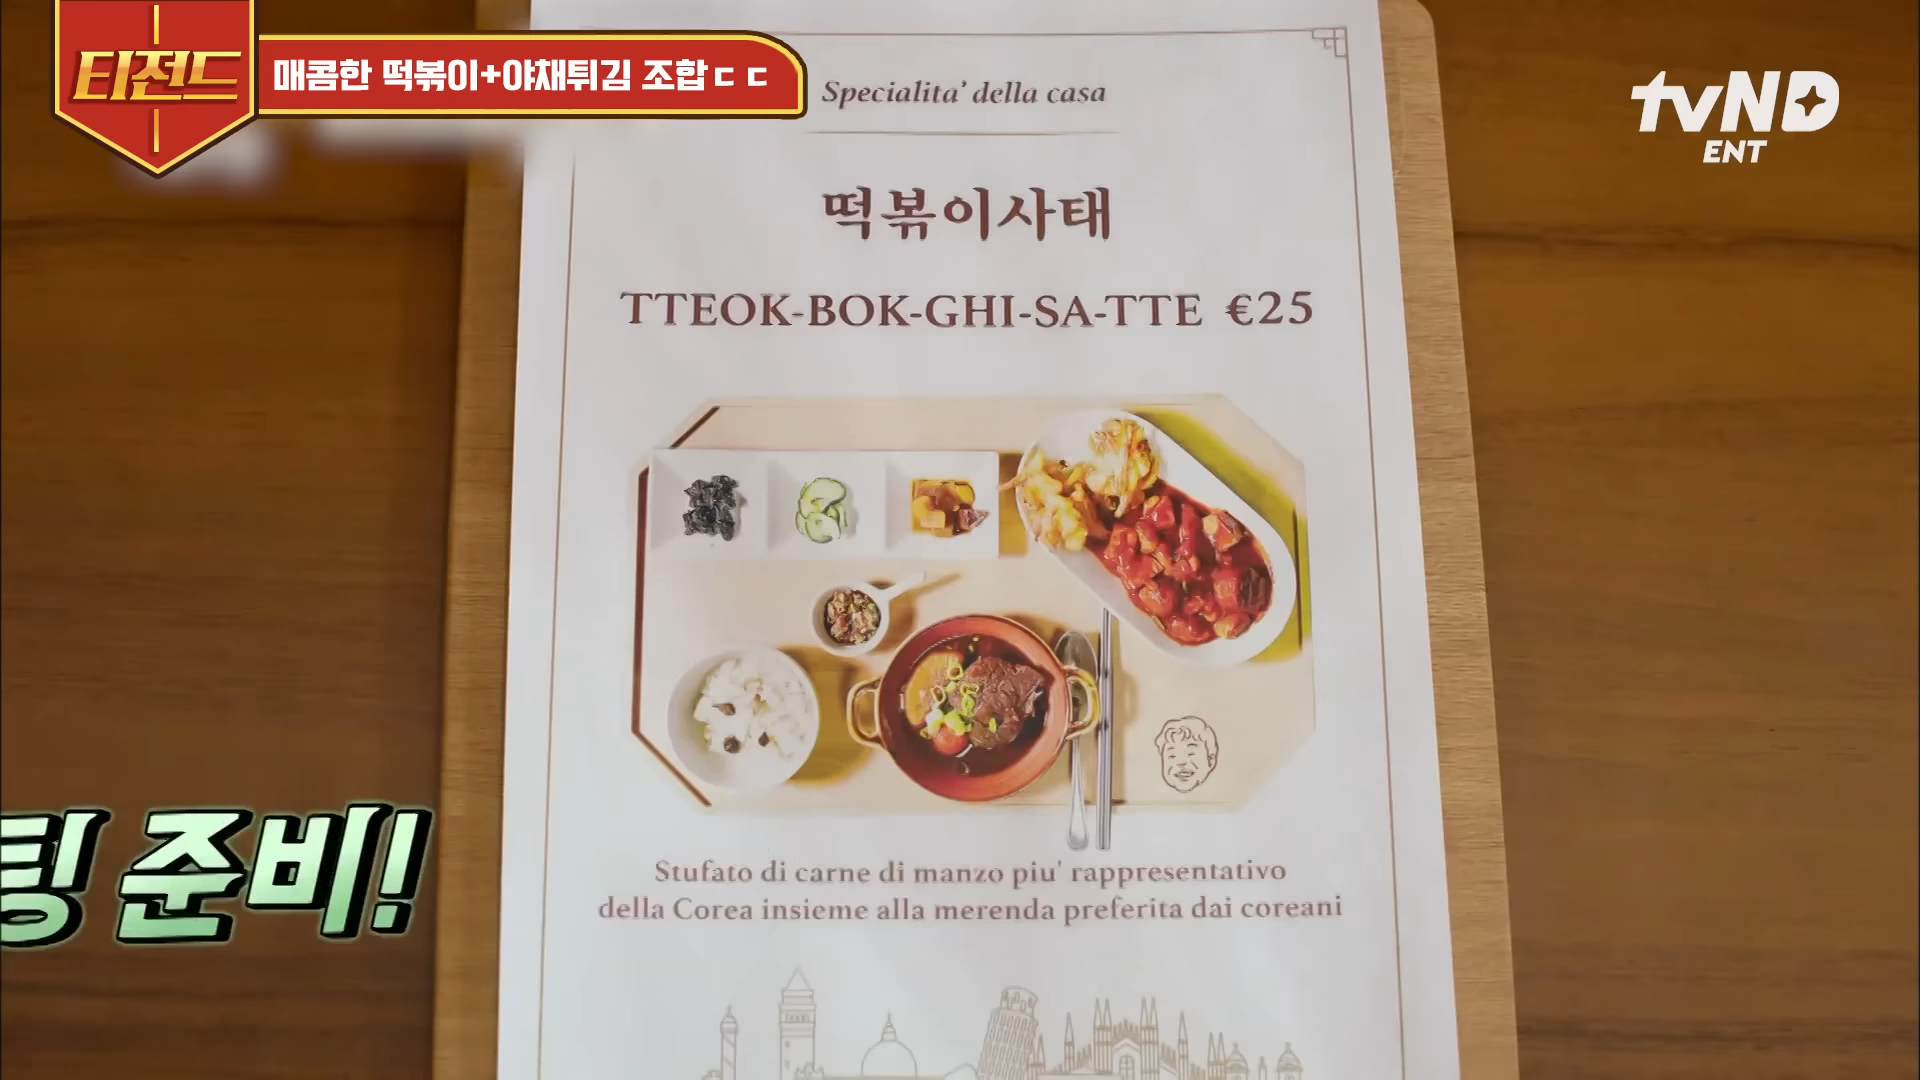 티전드
매콤한 떡볶이+야채튀김 조합ㄷㄷ
tvND
ENT
Specialita' della casa
떡볶이사태
TTEOK-BOK-GHI-SA-TTE €25
Stufato di carne di manzo piu' rappresentativo
della Corea insieme alla merenda preferita dai coreani
팅 준비!